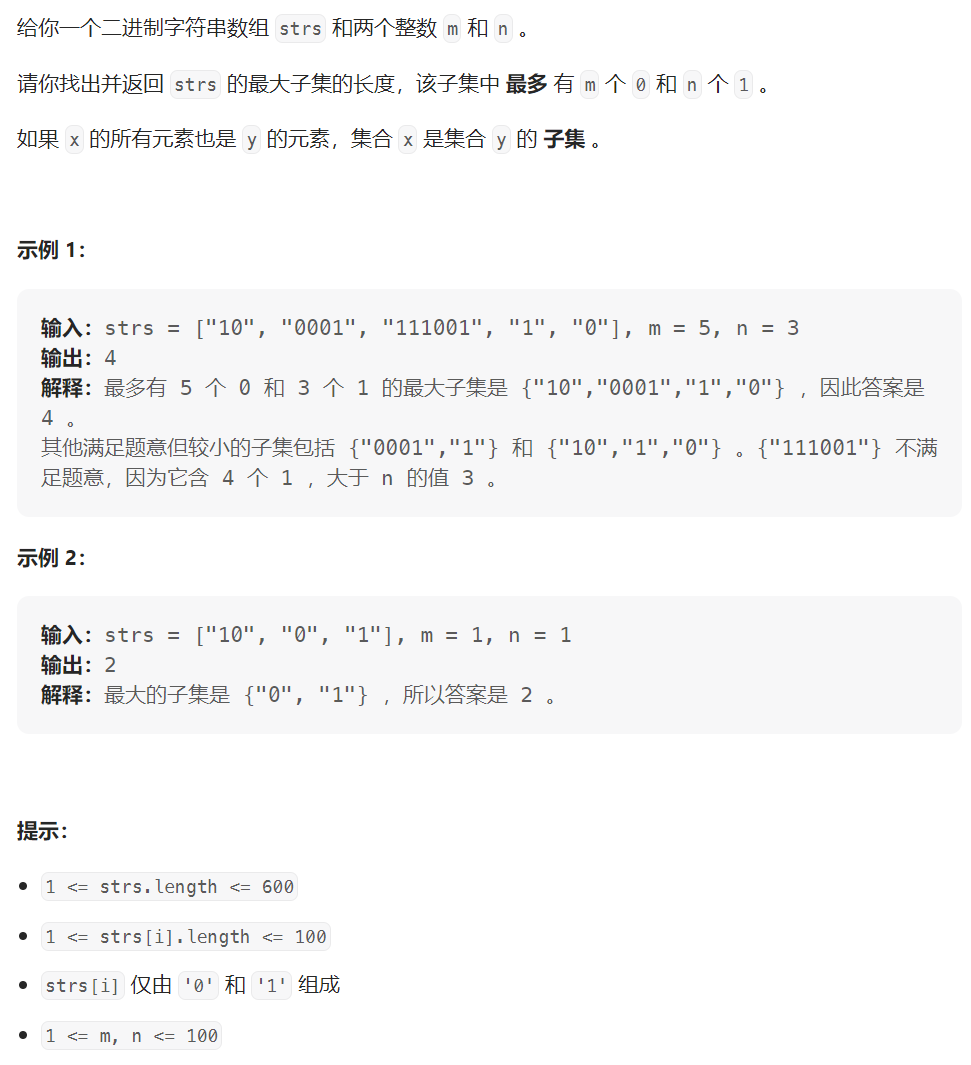 给你一个二进制字符串数组 strs 和两个整数 m 和 n 。
请你找出并返回 strs 的最大子集的长度，该子集中 最多 有 m 个 0 和 n 个 1 。
如果 x 的所有元素也是 y 的元素，集合 x 是集合 y 的 子集 。
示例 1：
输入：strs = ["10", "0001", "111001", "1", "0"], m = 5, n = 3
输出：4
解释：最多有 5 个 0 和 3 个 1 的最大子集是 {"10","0001","1","0"} ，因此答案是
4 。
其他满足题意但较小的子集包括 {"0001","1"} 和 {"10","1","0"} 。{"111001"} 不满
足题意，因为它含 4 个 1 ，大于 n 的值 3 。
示例 2：
输入：strs = ["10", "0", "1"], m = 1, n = 1
输出：2
解释：最大的子集是 {"0", "1"} ，所以答案是 2 。
提示：
• 1 <= strs.length <= 600
• 1 <= strs[i].length <= 100
• strs[i] 仅由 '0' 和 '1' 组成
• 1 <= m, n <= 100